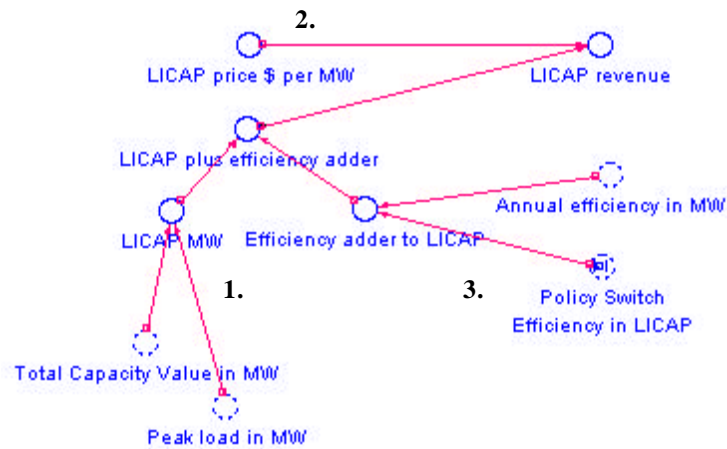 2.
LICAP price $ per MW
LICAP revenue
LICAP plus efficiency adder
Annual efficiency in MW
LICAP MW
Efficiency adder to LICAP
1.
3.
Policy Switch
Efficiency in LICAP
Total Capacity Value in MW
Peak load in MW